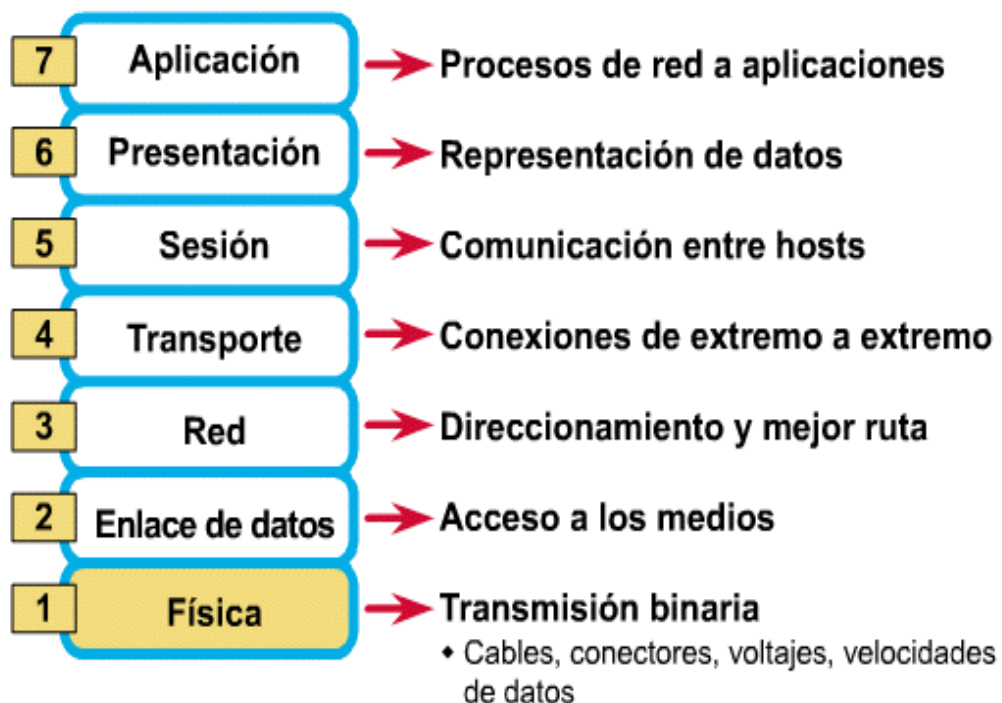 7 Aplicación Procesos de red a aplicaciones
6 Presentación Representación de datos
5 Sesión Comunicación entre hosts
4 Transporte Conexiones de extremo a extremo
3 Red Direccionamiento y mejor ruta
2 Enlace de datos Acceso a los medios
1 Física Transmisión binaria
◆ Cables, conectores, voltajes, velocidades
de datos